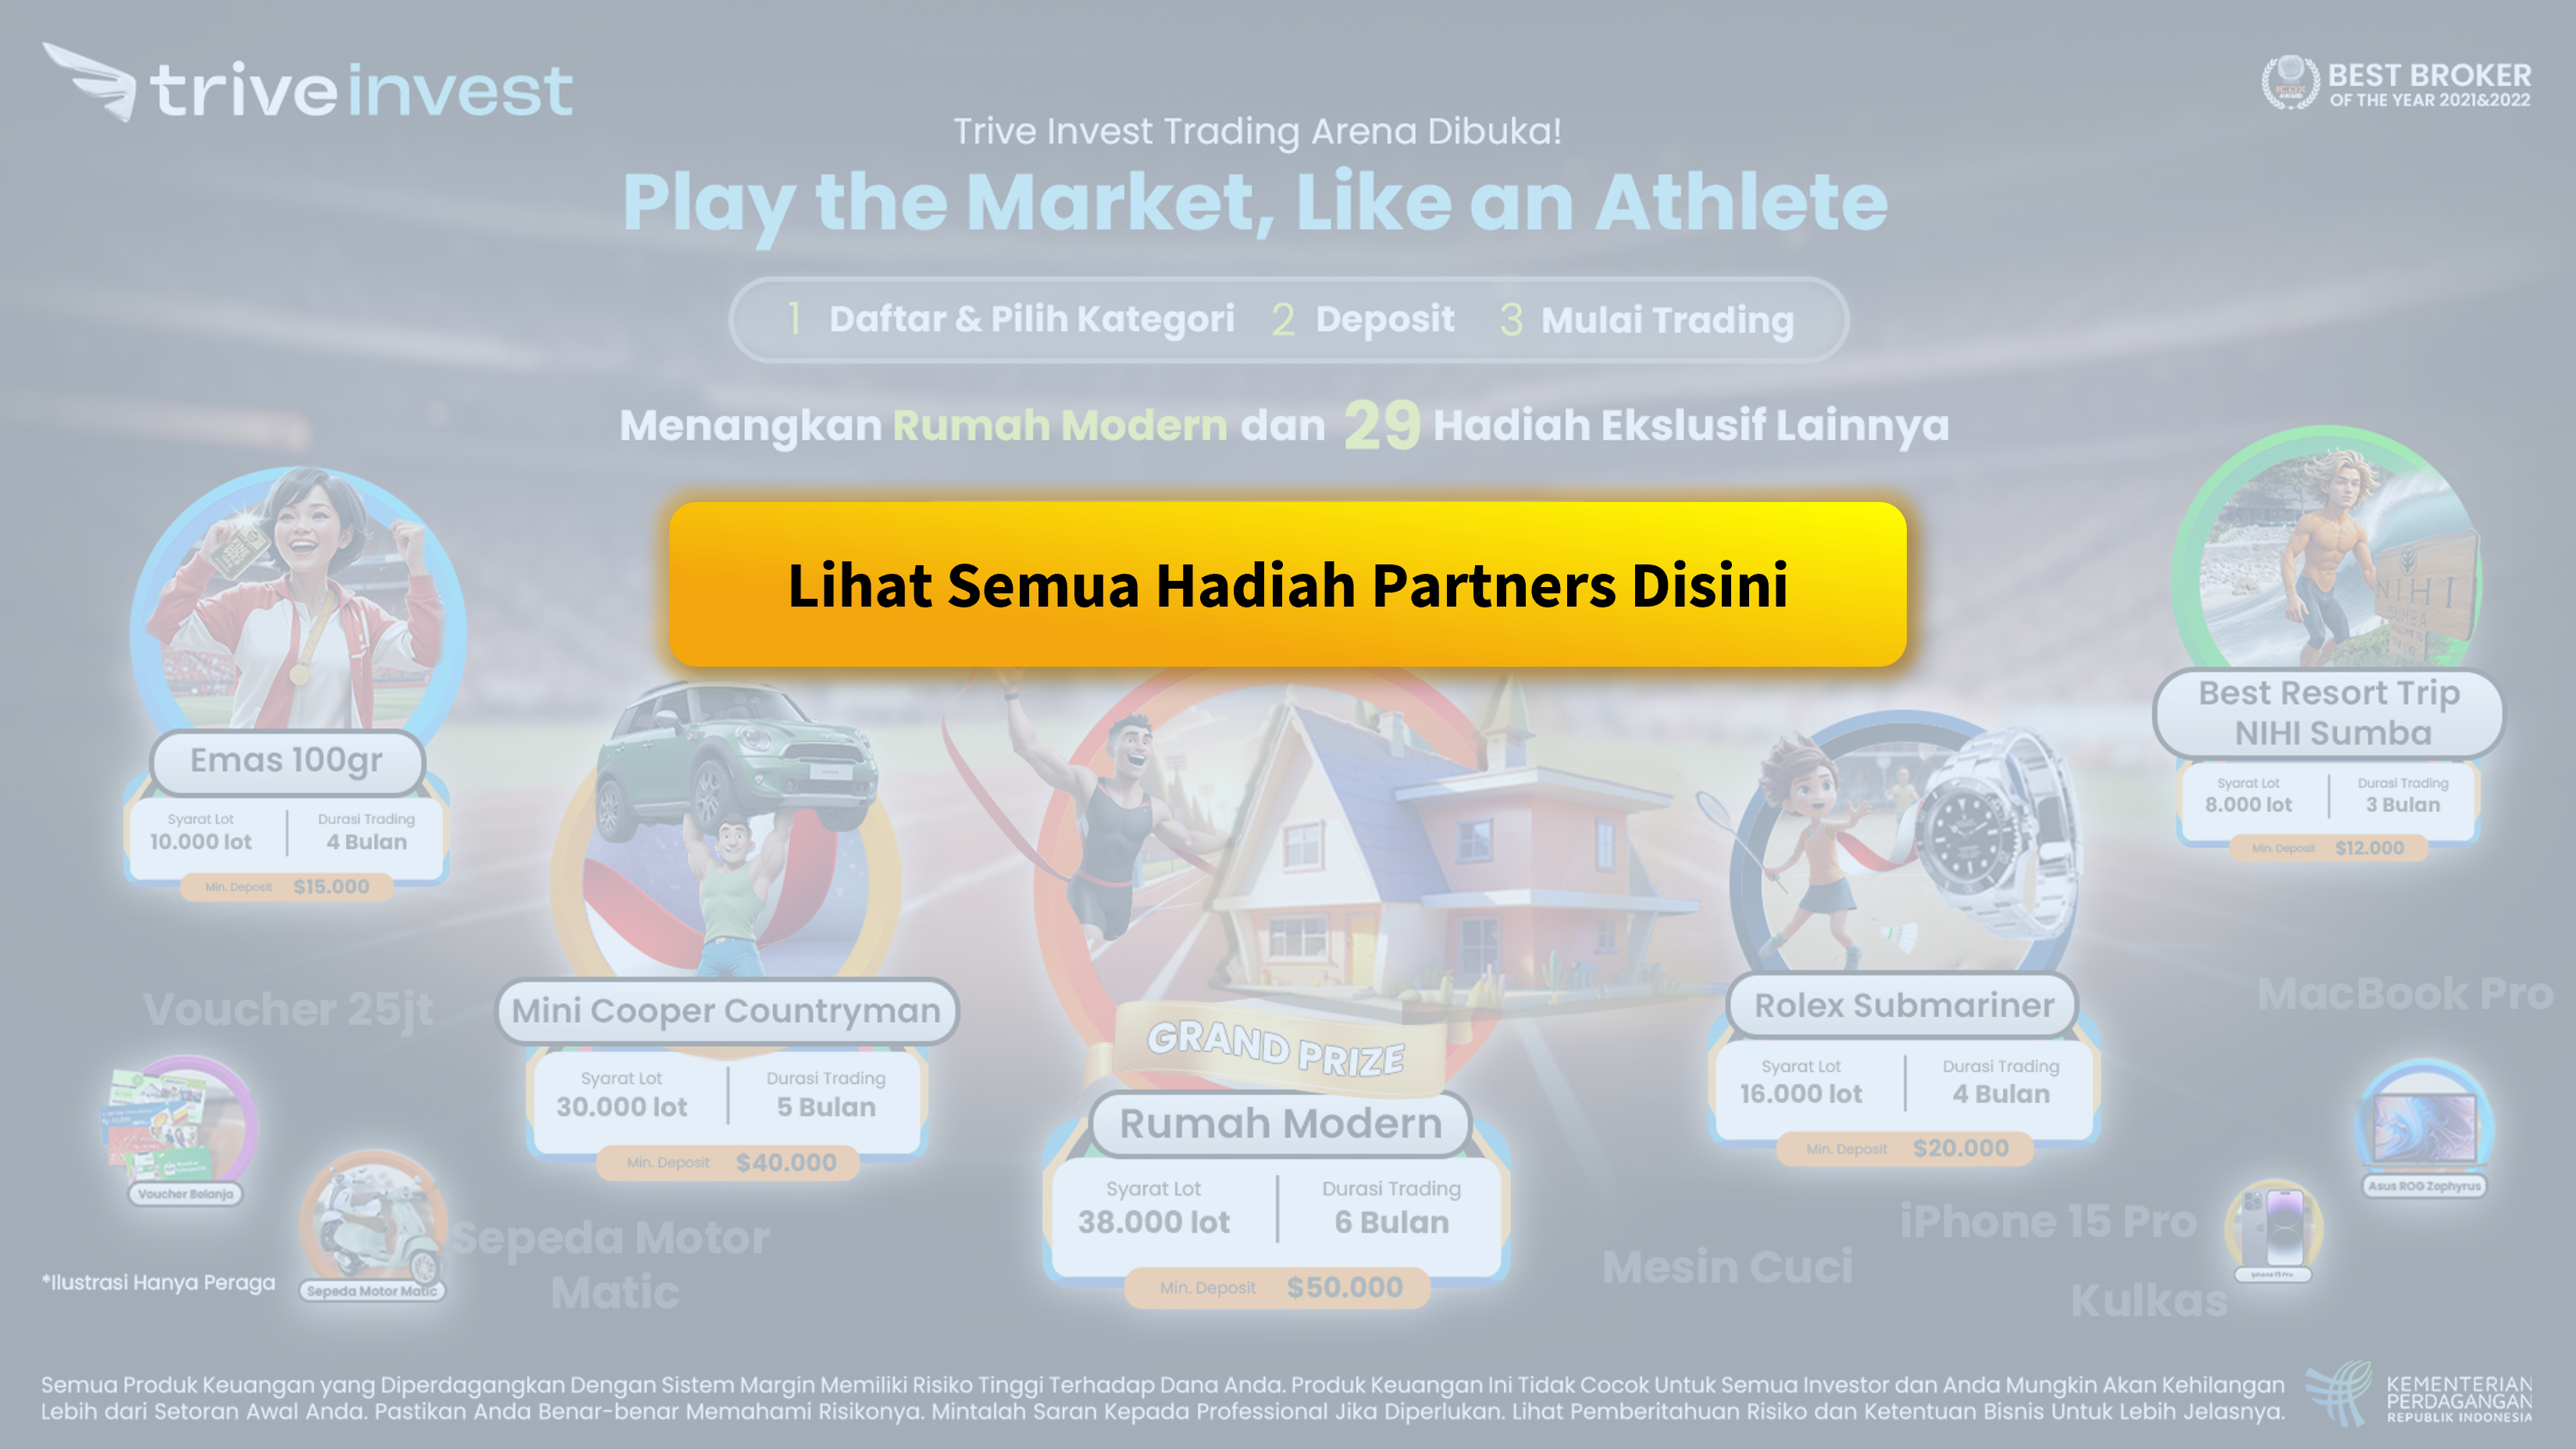 triveinvest
BEST BROKER
OF THE YEAR 2021&2022
Trive Invest Trading Arena Dibuka!
Play the Market, Like an Athlete
1 Daftar & Pilih Kategori 2 Deposit 3 Mulai Trading
Menangkan Rumah Modern dan 29 Hadiah Ekslusif Lainnya
Lihat Semua Hadiah Partners Disini
Emas 100gr
Syarat Lot Durasi Trading
10.000 lot 4 Bulan
Min. Deposit $15.000
Mini Cooper Countryman
Syarat Lot Durasi Trading
30.000 lot 5 Bulan
Min. Deposit $40.000
GRAND PRIZE
Rumah Modern
Syarat Lot Durasi Trading
38.000 lot 6 Bulan
Min. Deposit $50.000
Rolex Submariner
Syarat Lot Durasi Trading
16.000 lot 4 Bulan
Min. Deposit $20.000
NIHI
SUMBA
Best Resort Trip
NIHI Sumba
Syarat Lot Durasi Trading
8.000 lot 3 Bulan
Min. Deposit $12.000
Voucher 25jt
Voucher Belanja
Sepeda Motor
Matic
Sepeda Motor Matic
Mesin Cuci
iPhone 15 Pro
Kulkas
Iphone 15 Pro
MacBook Pro
Asus ROG Zephyrus
*Ilustrasi Hanya Peraga
Semua Produk Keuangan yang Diperdagangkan Dengan Sistem Margin Memiliki Risiko Tinggi Terhadap Dana Anda. Produk Keuangan Ini Tidak Cocok Untuk Semua Investor dan Anda Mungkin Akan Kehilangan
Lebih dari Setoran Awal Anda. Pastikan Anda Benar-benar Memahami Risikonya. Mintalah Saran Kepada Professional Jika Diperlukan. Lihat Pemberitahuan Risiko dan Ketentuan Bisnis Untuk Lebih Jelasnya.
KEMENTERIAN
PERDAGANGAN
REPUBLIK INDONESIA